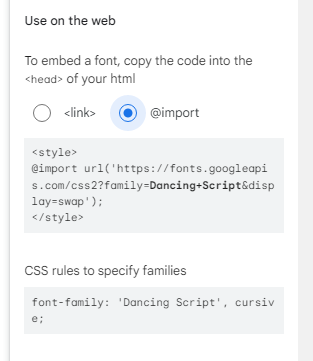 Use on the web
To embed a font, copy the code into the
<head> of your html
<link> @import
<style>
@import url('https://fonts.googleapi
s.com/css2?family=Dancing+Script&disp
lay=swap');
</style>
CSS rules to specify families
font-family: 'Dancing Script', cursiv
e;